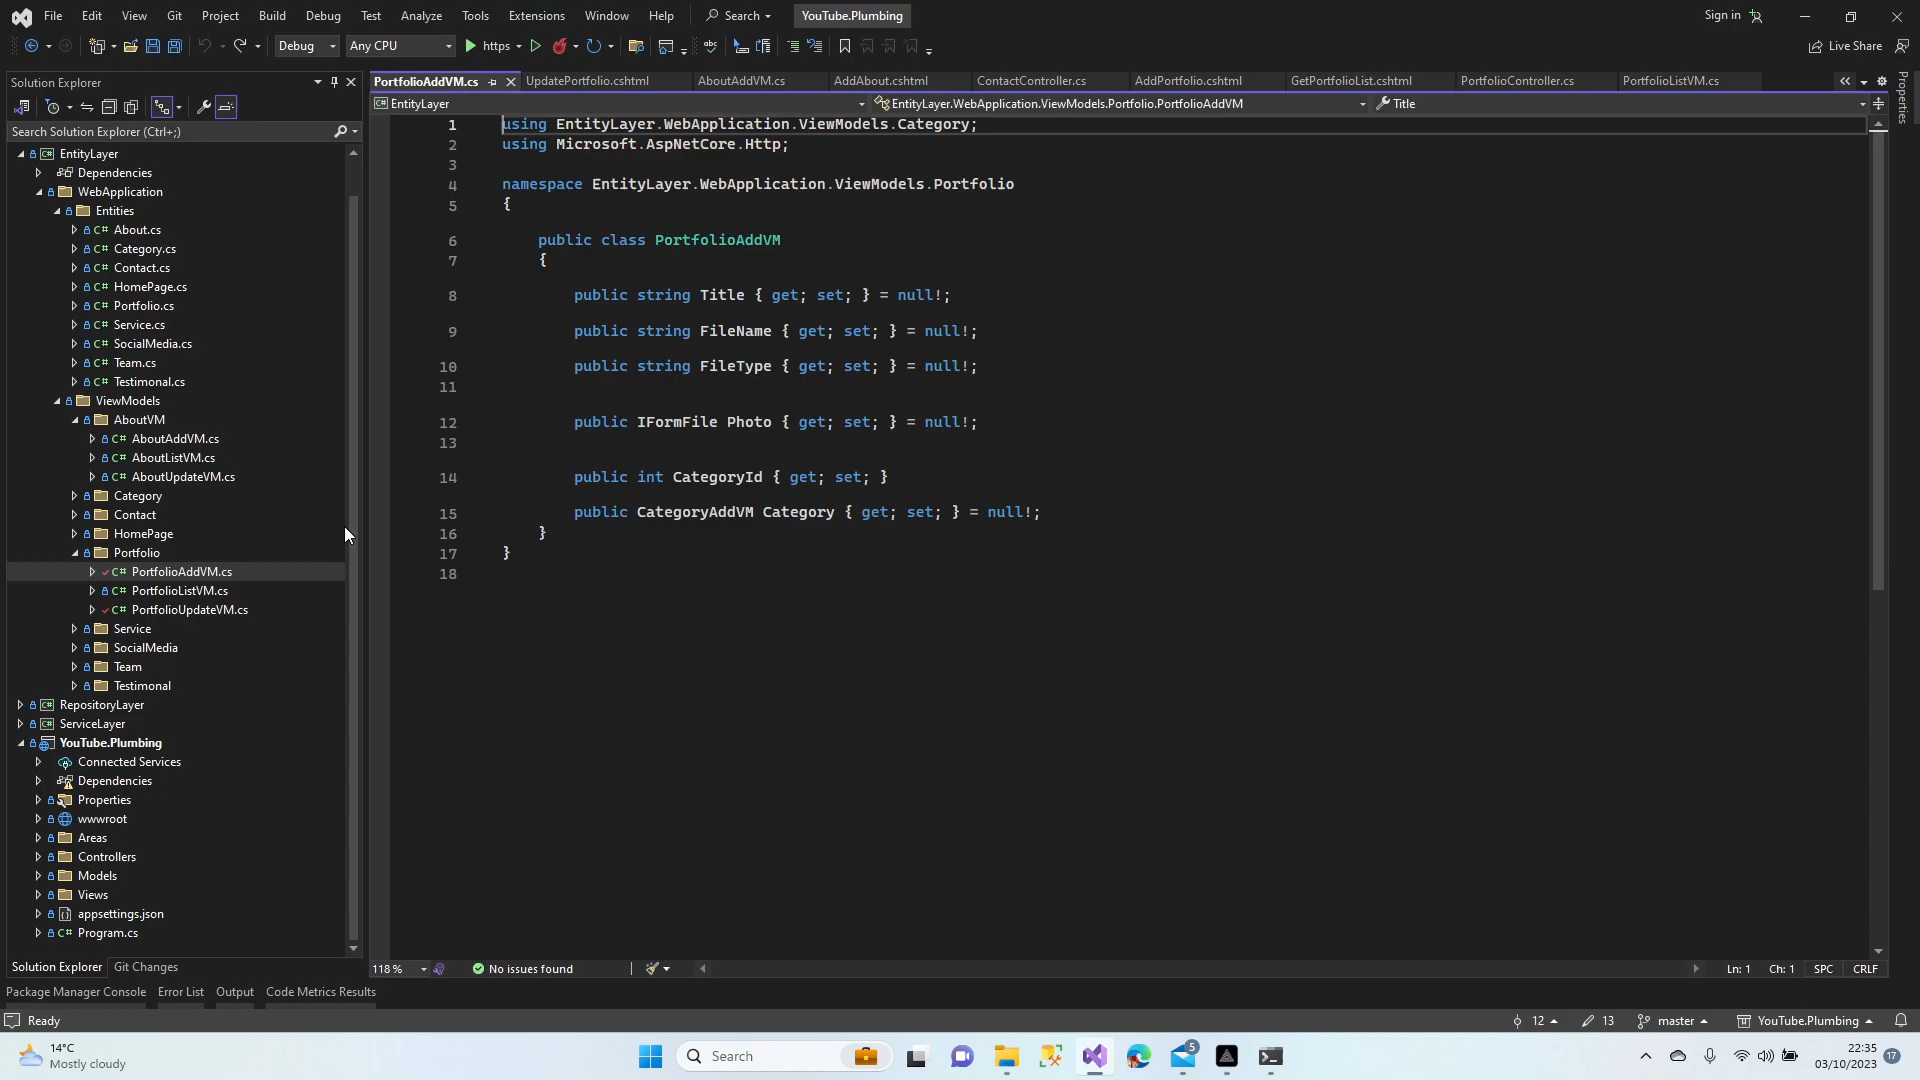 File Edit View Git Project Build Debug Test Analyze Tools Extensions Window Help Search YouTube.Plumbing Sign in
Debug Any CPU https Live Share
Solution Explorer
Search Solution Explorer (Ctrl+;)
EntityLayer
Dependencies
WebApplication
Entities
C# About.cs
C# Category.cs
C# Contact.cs
C# HomePage.cs
C# Portfolio.cs
C# Service.cs
C# SocialMedia.cs
C# Team.cs
C# Testimonal.cs
ViewModels
AboutVM
C# AboutAddVM.cs
C# AboutListVM.cs
C# AboutUpdateVM.cs
Category
Contact
HomePage
Portfolio
C# PortfolioAddVM.cs
C# PortfolioListVM.cs
C# PortfolioUpdateVM.cs
Service
SocialMedia
Team
Testimonal
RepositoryLayer
ServiceLayer
YouTube.Plumbing
Connected Services
Dependencies
Properties
wwwroot
Areas
Controllers
Models
Views
appsettings.json
C# Program.cs
Solution Explorer Git Changes
PortfolioAddVM.cs UpdatePortfolio.cshtml AboutAddVM.cs AddAbout.cshtml ContactController.cs AddPortfolio.cshtml GetPortfolioList.cshtml PortfolioController.cs PortfolioListVM.cs
EntityLayer EntityLayer.WebApplication.ViewModels.Portfolio.PortfolioAddVM Title
Properties
1 using EntityLayer.WebApplication.ViewModels.Category;
2 using Microsoft.AspNetCore.Http;
3
4 namespace EntityLayer.WebApplication.ViewModels.Portfolio
5 {
6 public class PortfolioAddVM
7 {
8 public string Title { get; set; } = null!;
9 public string FileName { get; set; } = null!;
10 public string FileType { get; set; } = null!;
11
12 public IFormFile Photo { get; set; } = null!;
13
14 public int CategoryId { get; set; }
15 public CategoryAddVM Category { get; set; } = null!;
16 }
17 }
18
118 % No issues found Ln: 1 Ch: 1 SPC CRLF
Package Manager Console Error List Output Code Metrics Results
Ready 12 13 master YouTube.Plumbing
14°C
Mostly cloudy
Search
5
22:35
03/10/2023
17